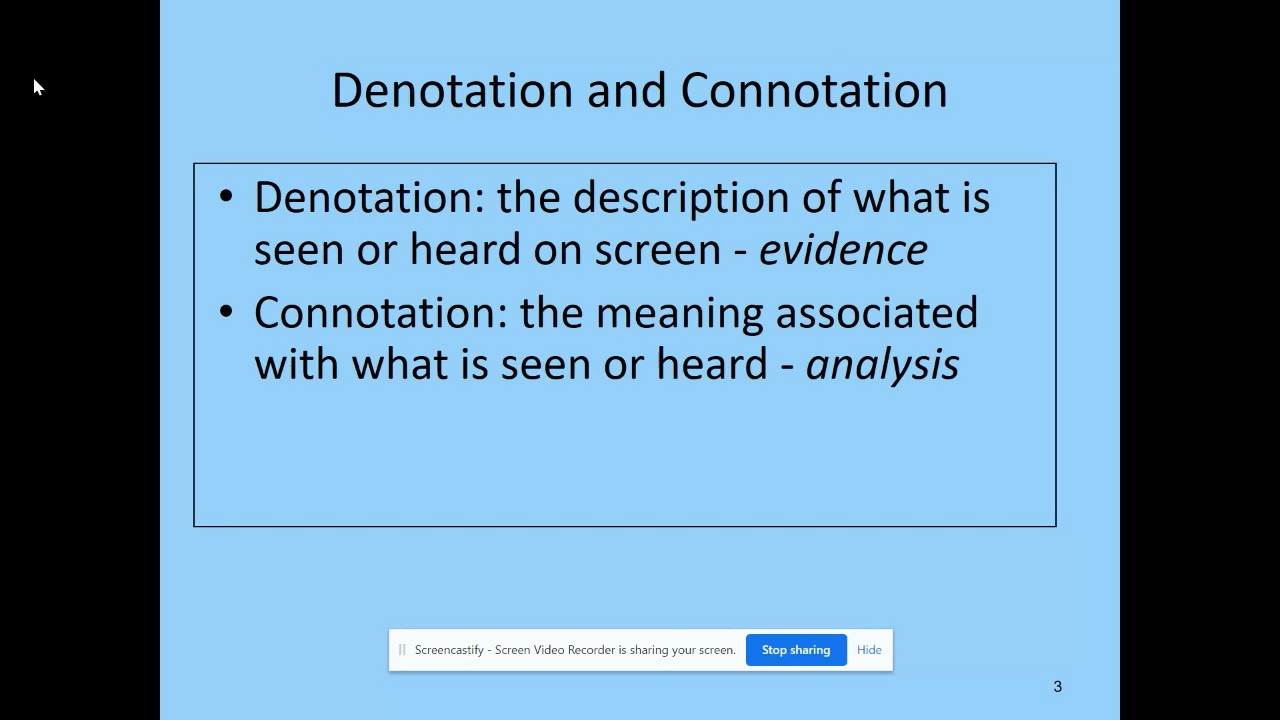 Denotation and Connotation
• Denotation: the description of what is
seen or heard on screen - evidence
• Connotation: the meaning associated
with what is seen or heard - analysis
Screencastify - Screen Video Recorder is sharing your screen. Stop sharing Hide
3